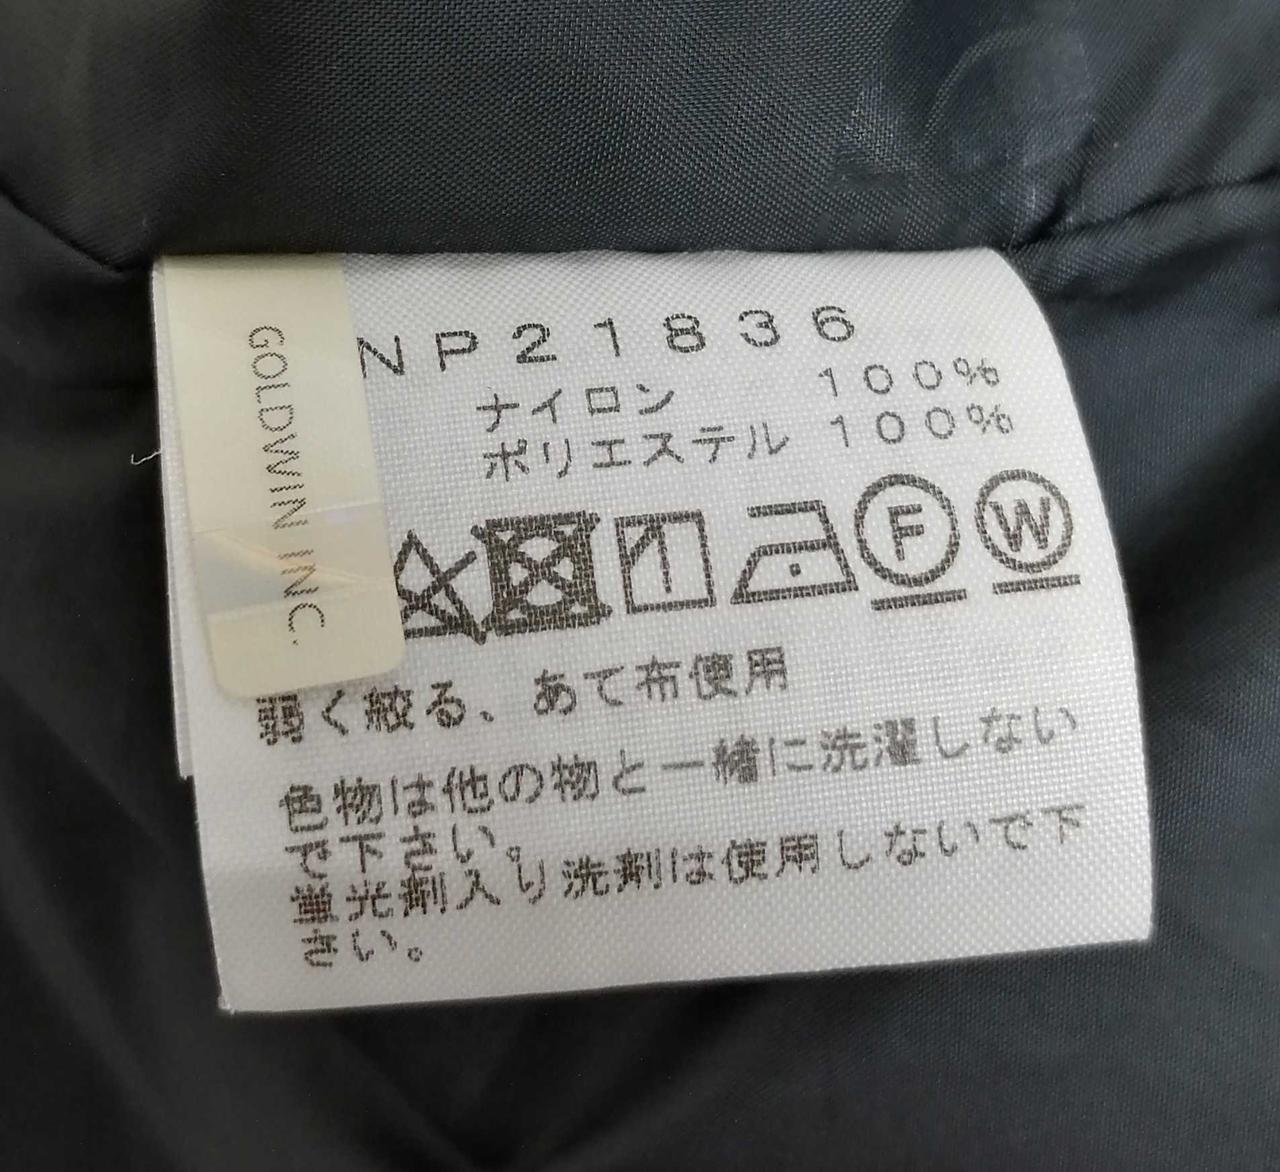 GOLDWIN INC.
NP21836
ナイロン 100%
ポリエステル 100%
F W
弱く絞る、あて布使用
色物は他の物と一緒に洗濯しない
で下さい。
蛍光剤入り洗剤は使用しないで下
さい。